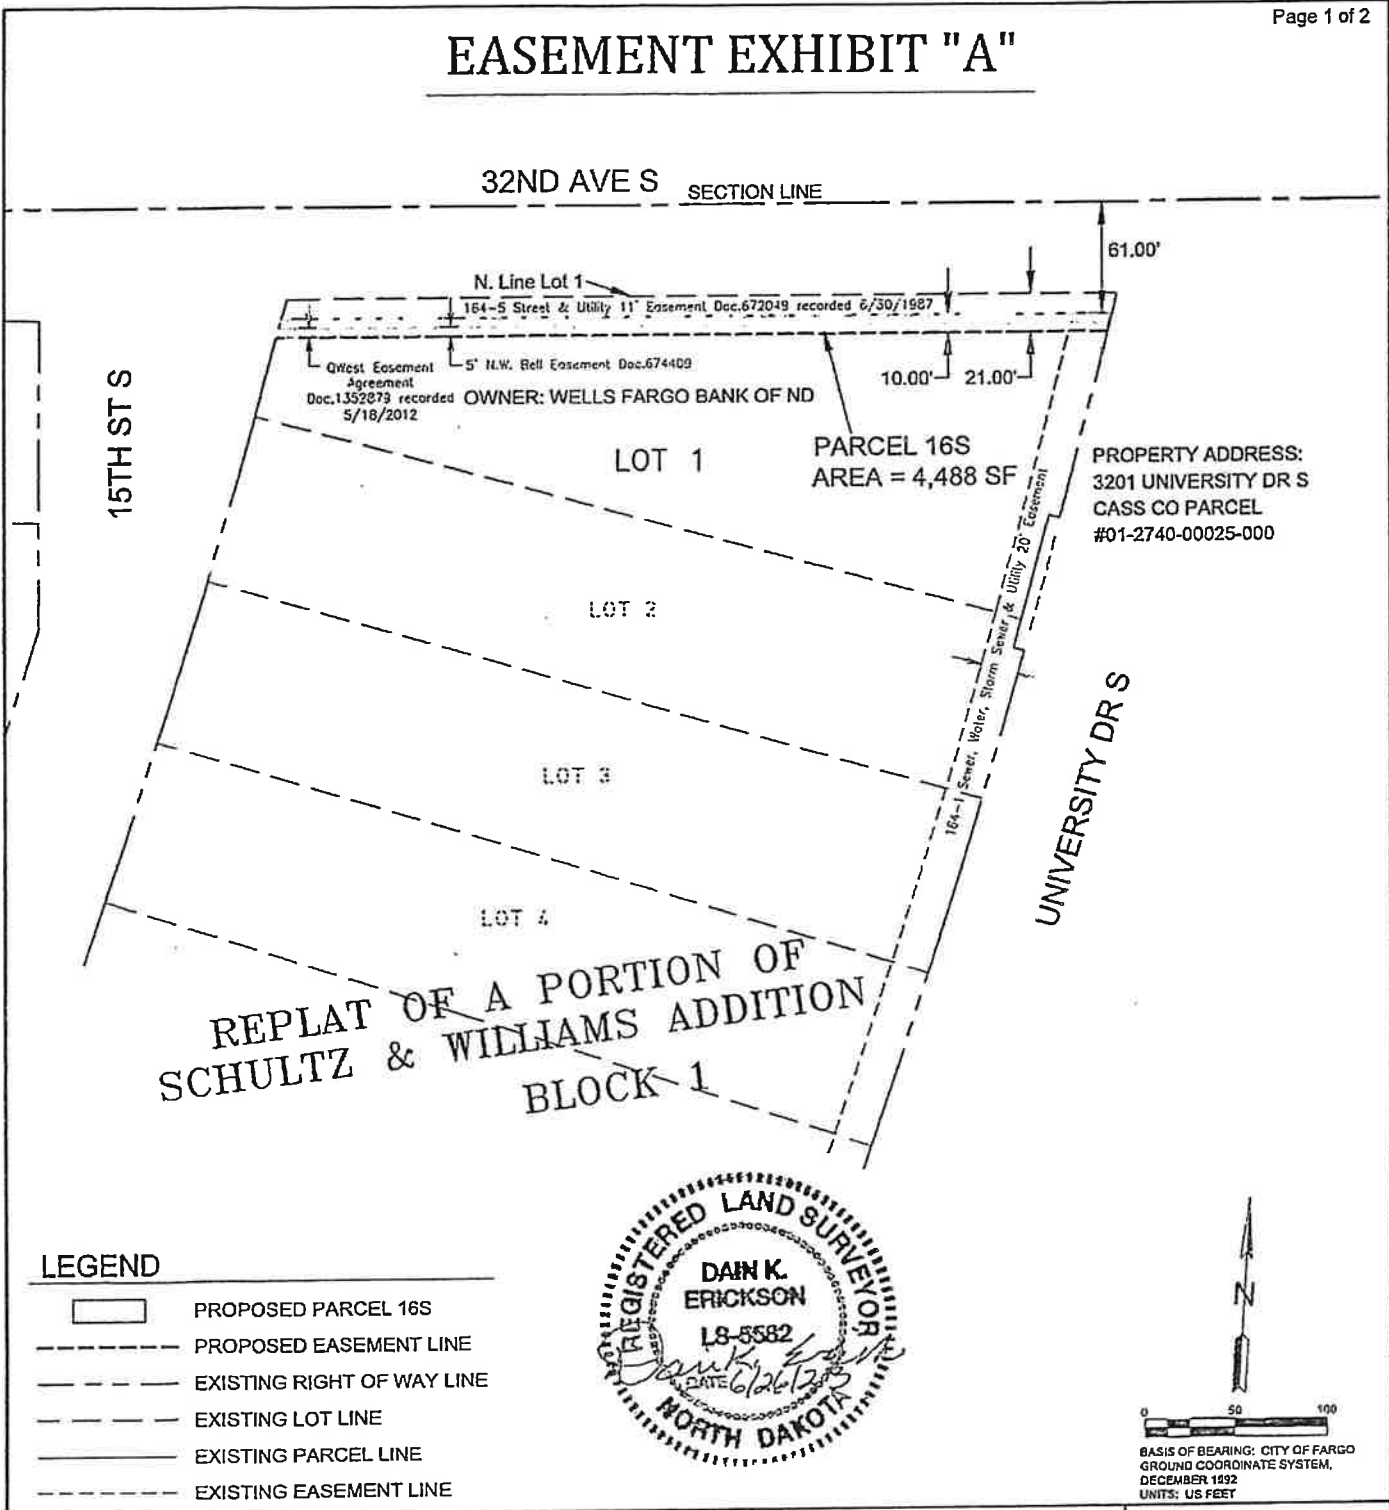 Page 1 of 2
EASEMENT EXHIBIT "A"
32ND AVE S
SECTION LINE
61.00'
N. Line Lot 1
164-5 Street & Utility 11' Easement Doc.672049 recorded 6/30/1987
QWest Easement
Agreement
Doc.1352879 recorded
5/18/2012
5' N.W. Bell Easement Doc.674409
10.00'
21.00'
OWNER: WELLS FARGO BANK OF ND
15TH ST S
LOT 1
PARCEL 16S
AREA = 4,488 SF
PROPERTY ADDRESS:
3201 UNIVERSITY DR S
CASS CO PARCEL
#01-2740-00025-000
164-1 Sewer, Water, Storm Sewer & Utility 20' Easement
LOT 2
UNIVERSITY DR S
LOT 3
LOT 4
REPLAT OF A PORTION OF
SCHULTZ & WILLIAMS ADDITION
BLOCK 1
REGISTERED LAND SURVEYOR
DAIN K.
ERICKSON
LS-5582
DATE 6/26/23
NORTH DAKOTA
LEGEND
PROPOSED PARCEL 16S
PROPOSED EASEMENT LINE
EXISTING RIGHT OF WAY LINE
EXISTING LOT LINE
EXISTING PARCEL LINE
EXISTING EASEMENT LINE
N
0 50 100
BASIS OF BEARING: CITY OF FARGO
GROUND COORDINATE SYSTEM,
DECEMBER 1992
UNITS: US FEET